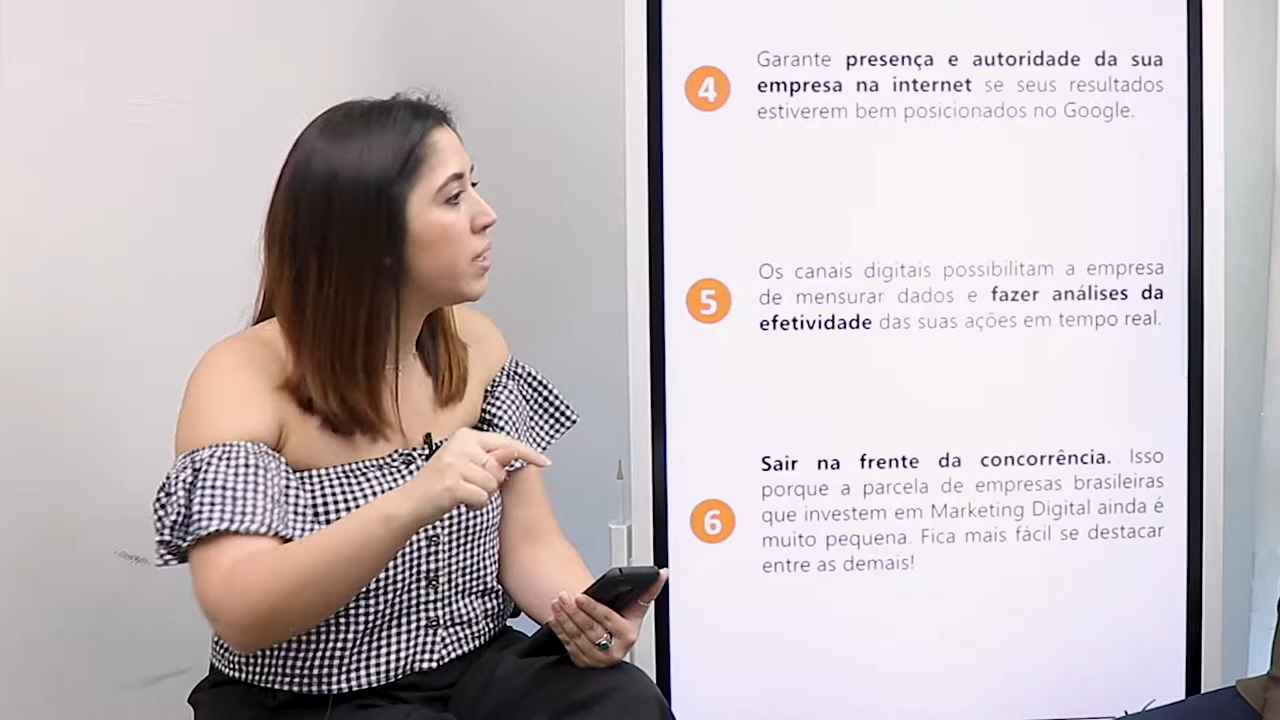 4
Garante presença e autoridade da sua
empresa na internet se seus resultados
estiverem bem posicionados no Google.
5
Os canais digitais possibilitam a empresa
de mensurar dados e fazer análises da
efetividade das suas ações em tempo real.
6
Sair na frente da concorrência. Isso
porque a parcela de empresas brasileiras
que investem em Marketing Digital ainda é
muito pequena. Fica mais fácil se destacar
entre as demais!